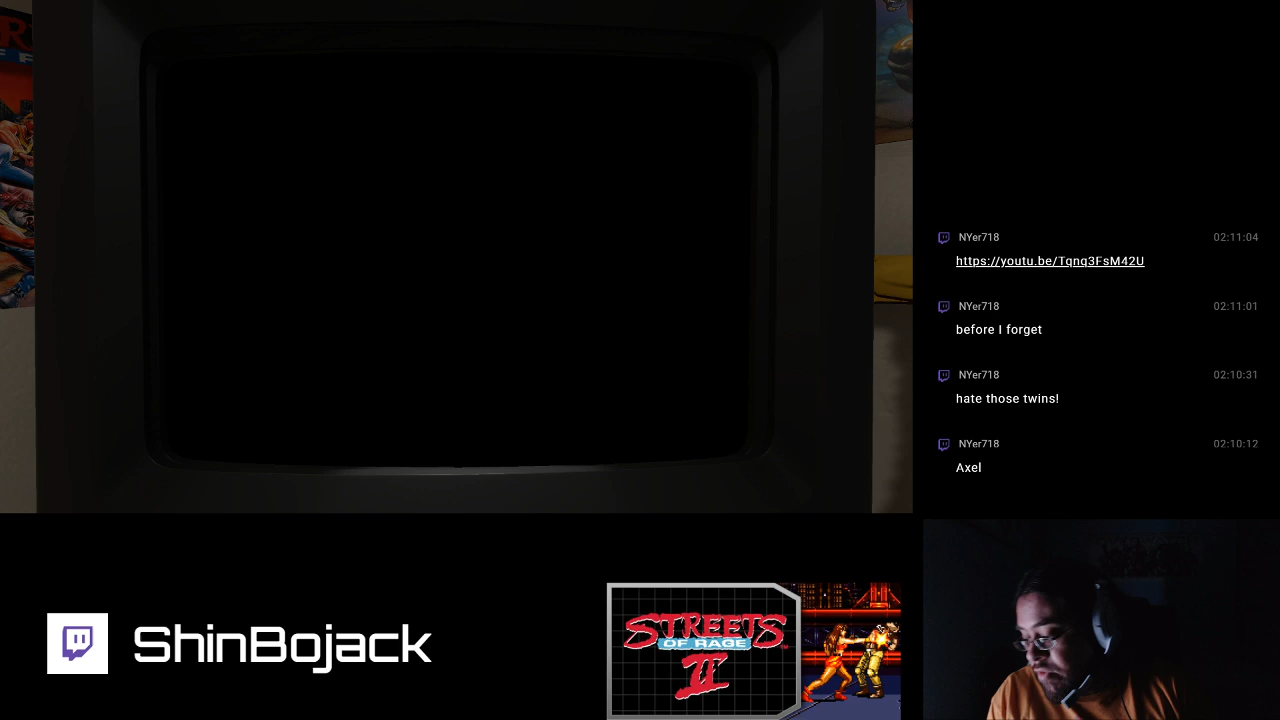 NYer718 02:11:04
https://youtu.be/Tqnq3FsM42U
NYer718 02:11:01
before I forget
NYer718 02:10:31
hate those twins!
NYer718 02:10:12
Axel
ShinBojack
STREETS
OF RAGE
II